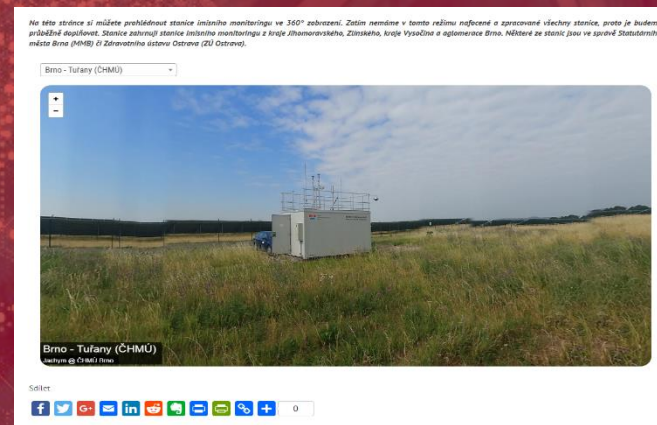 Na této stránce si můžete prohlédnout stanice imisního monitoringu ve 360° zobrazení. Zatím nemáme v tomto režimu nafocené a zpracované všechny stanice, proto je budeme
průběžně doplňovat. Stanice zahrnují stanice imisního monitoringu z kraje Jihomoravského, Zlínského, kraje Vysočina a aglomerace Brno. Některé ze stanic jsou ve správě Statutárního
města Brna (MMB) či Zdravotního ústavu Ostrava (ZÚ Ostrava).
Brno - Tuřany (ČHMÚ)
+
−
Brno - Tuřany (ČHMÚ)
Jachym @ ČHMÚ Brno
Sdílet
0